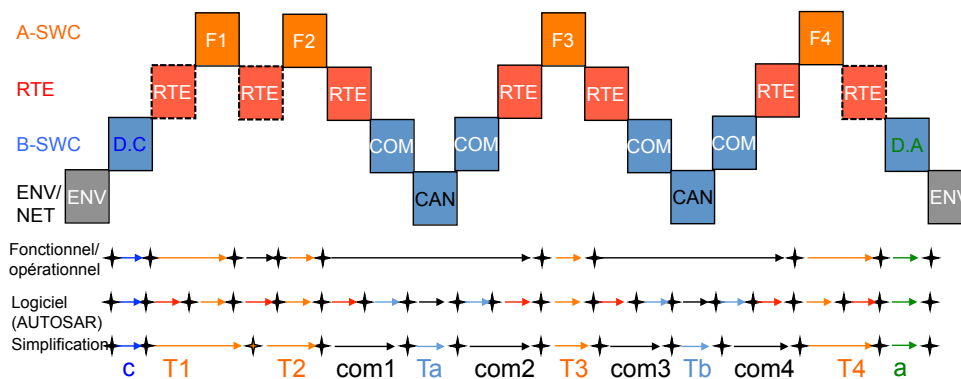 A-SWC F1 F2 F3 F4
RTE RTE RTE RTE RTE RTE RTE RTE
B-SWC D.C COM COM COM COM D.A
ENV/
NET
ENV CAN CAN ENV
Fonctionnel/
opérationnel
Logiciel
(AUTOSAR)
Simplification
c T1 T2 com1 Ta com2 T3 com3 Tb com4 T4 a